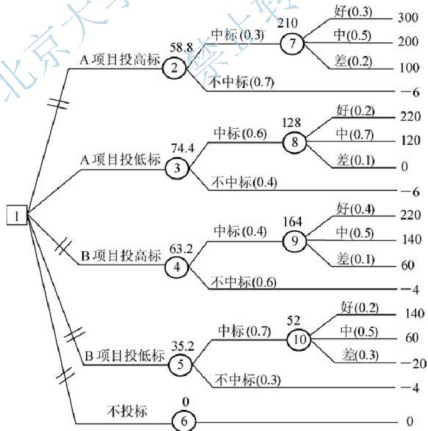 北京大
禁止转
好(0.3) 300
210
中标(0.3) 7 中(0.5) 200
58.8 差(0.2) 100
A项目投高标 2 不中标(0.7) −6
好(0.2) 220
128
中标(0.6) 8 中(0.7) 120
74.4 差(0.1) 0
A项目投低标 3 不中标(0.4) −6
1
好(0.4) 220
164
中标(0.4) 9 中(0.5) 140
63.2 差(0.1) 60
B项目投高标 4 不中标(0.6) −4
好(0.2) 140
52
中标(0.7) 10 中(0.5) 60
35.2 差(0.3) −20
B项目投低标 5 不中标(0.3) −4
0
不投标 6 0